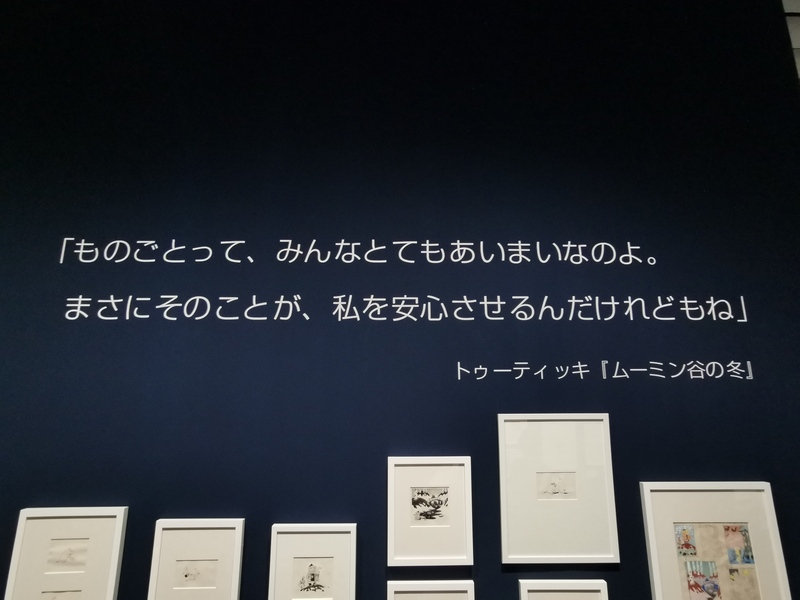 「ものごとって、みんなとてもあいまいなのよ。
まさにそのことが、私を安心させるんだけれどもね」
トゥーティッキ『ムーミン谷の冬』